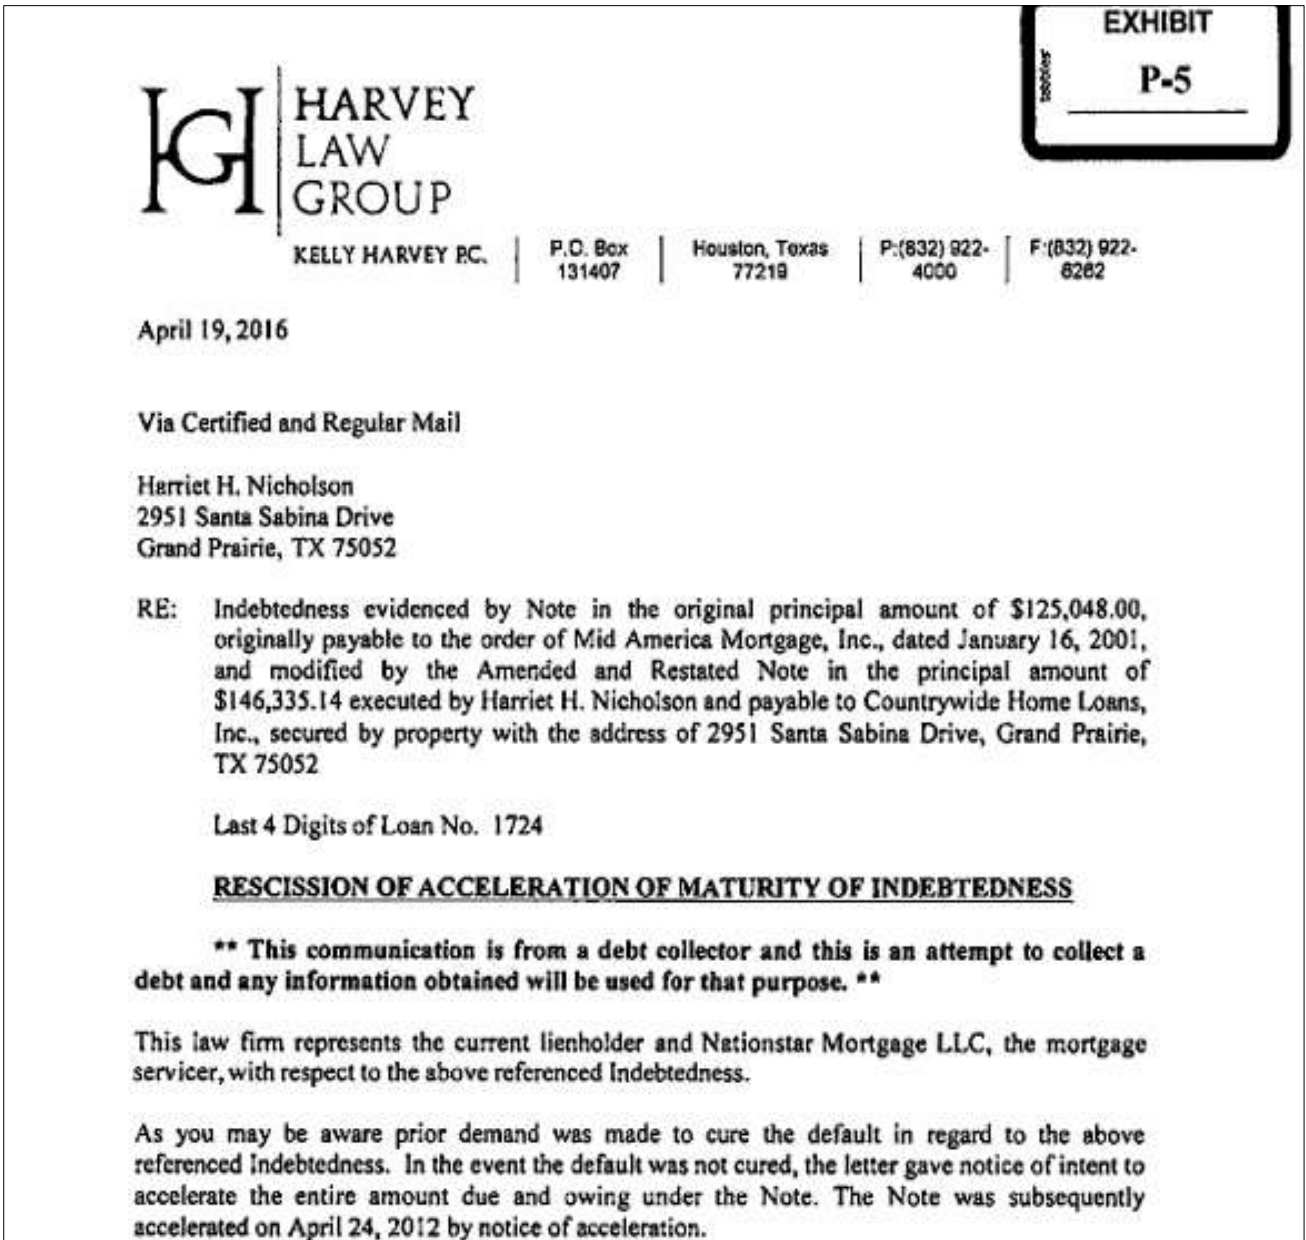 EXHIBIT
tabbies'
P-5
HARVEY
LAW
GROUP
KELLY HARVEY P.C. | P.O. Box 131407 | Houston, Texas 77219 | P:(832) 922-4000 | F:(832) 922-6262
April 19, 2016
Via Certified and Regular Mail
Harriet H. Nicholson
2951 Santa Sabina Drive
Grand Prairie, TX 75052
RE: Indebtedness evidenced by Note in the original principal amount of $125,048.00,
originally payable to the order of Mid America Mortgage, Inc., dated January 16, 2001,
and modified by the Amended and Restated Note in the principal amount of
$146,335.14 executed by Harriet H. Nicholson and payable to Countrywide Home Loans,
Inc., secured by property with the address of 2951 Santa Sabina Drive, Grand Prairie,
TX 75052
Last 4 Digits of Loan No. 1724
RESCISSION OF ACCELERATION OF MATURITY OF INDEBTEDNESS
** This communication is from a debt collector and this is an attempt to collect a
debt and any information obtained will be used for that purpose. **
This law firm represents the current lienholder and Nationstar Mortgage LLC, the mortgage
servicer, with respect to the above referenced Indebtedness.
As you may be aware prior demand was made to cure the default in regard to the above
referenced Indebtedness. In the event the default was not cured, the letter gave notice of intent to
accelerate the entire amount due and owing under the Note. The Note was subsequently
accelerated on April 24, 2012 by notice of acceleration.